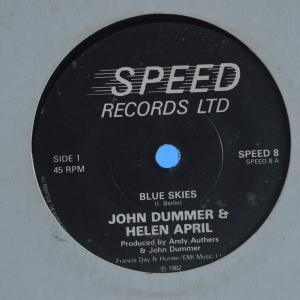 SPEED
RECORDS LTD
SIDE 1
45 RPM
SPEED 8
SPEED 8 A
BLUE SKIES
(I. Berlin)
JOHN DUMMER &
HELEN APRIL
Produced by Andy Authers
& John Dummer
Francis Day & Hunter/EMI Music
℗ 1982